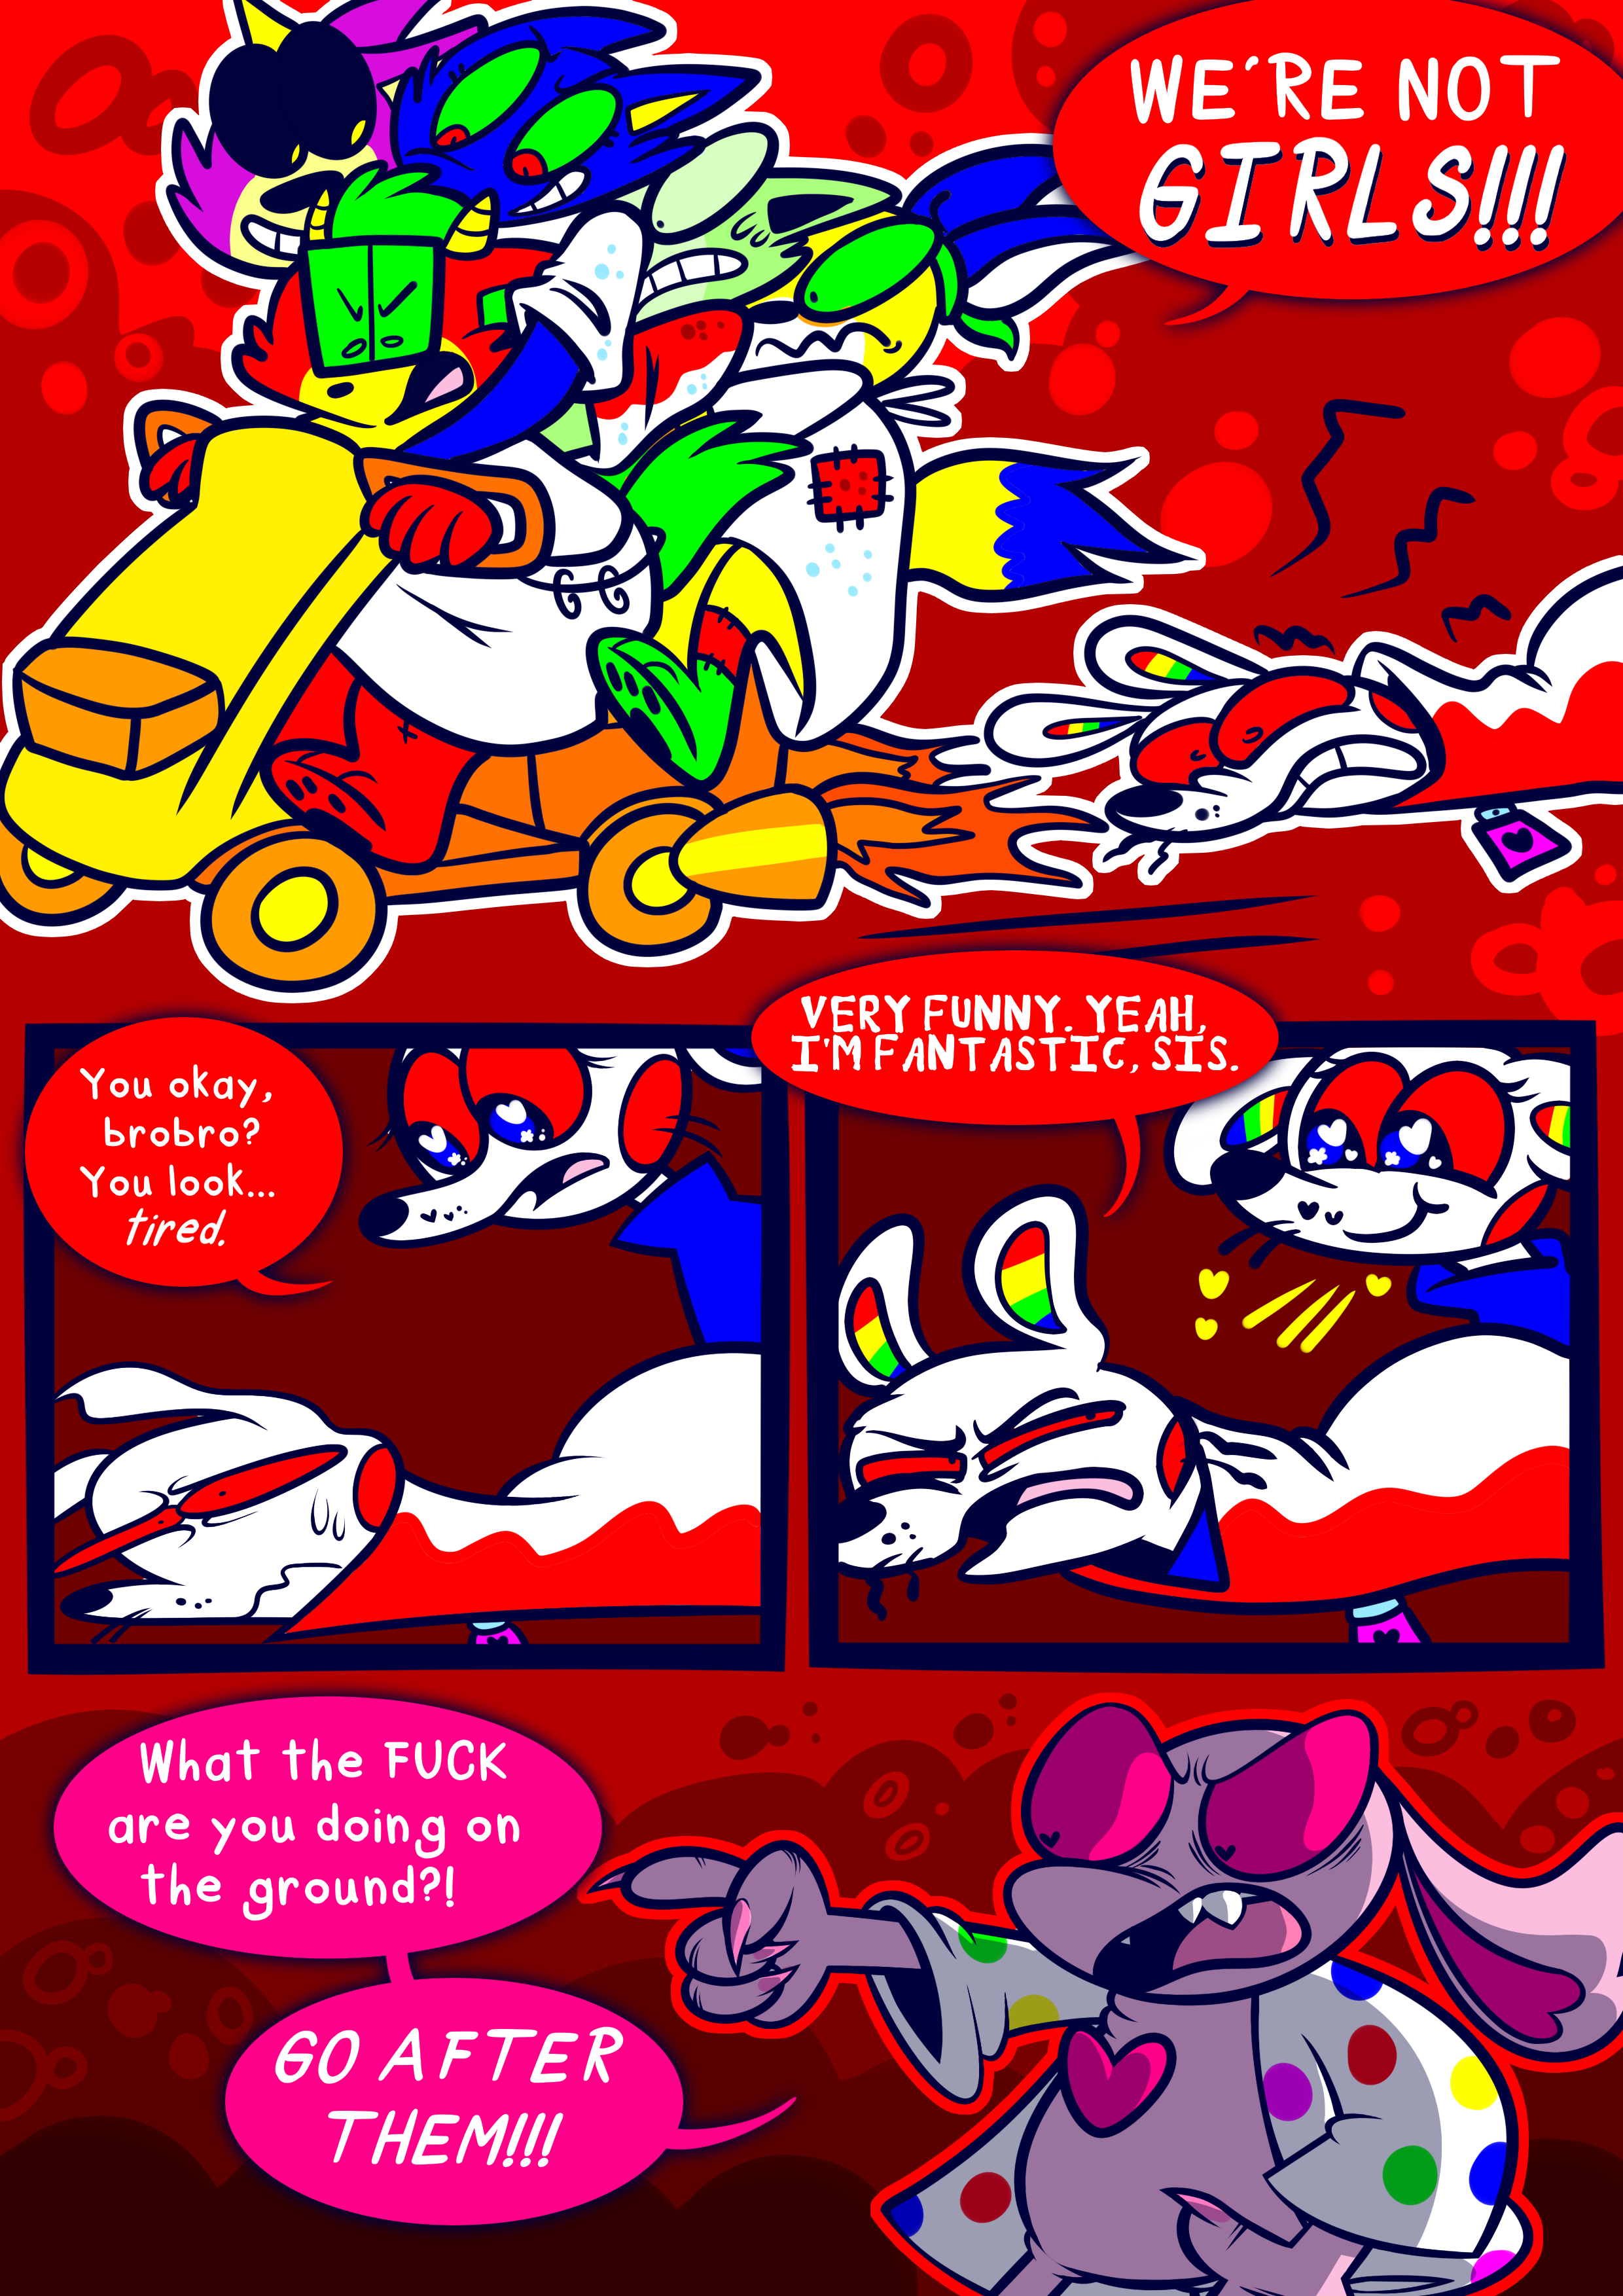 WE'RE NOT
GIRLS!!!
You okay,
brobro?
You look...
tired.
VERY FUNNY. YEAH,
I'M FANTASTIC, SIS.
What the FUCK
are you doing on
the ground?!
GO AFTER
THEM!!!